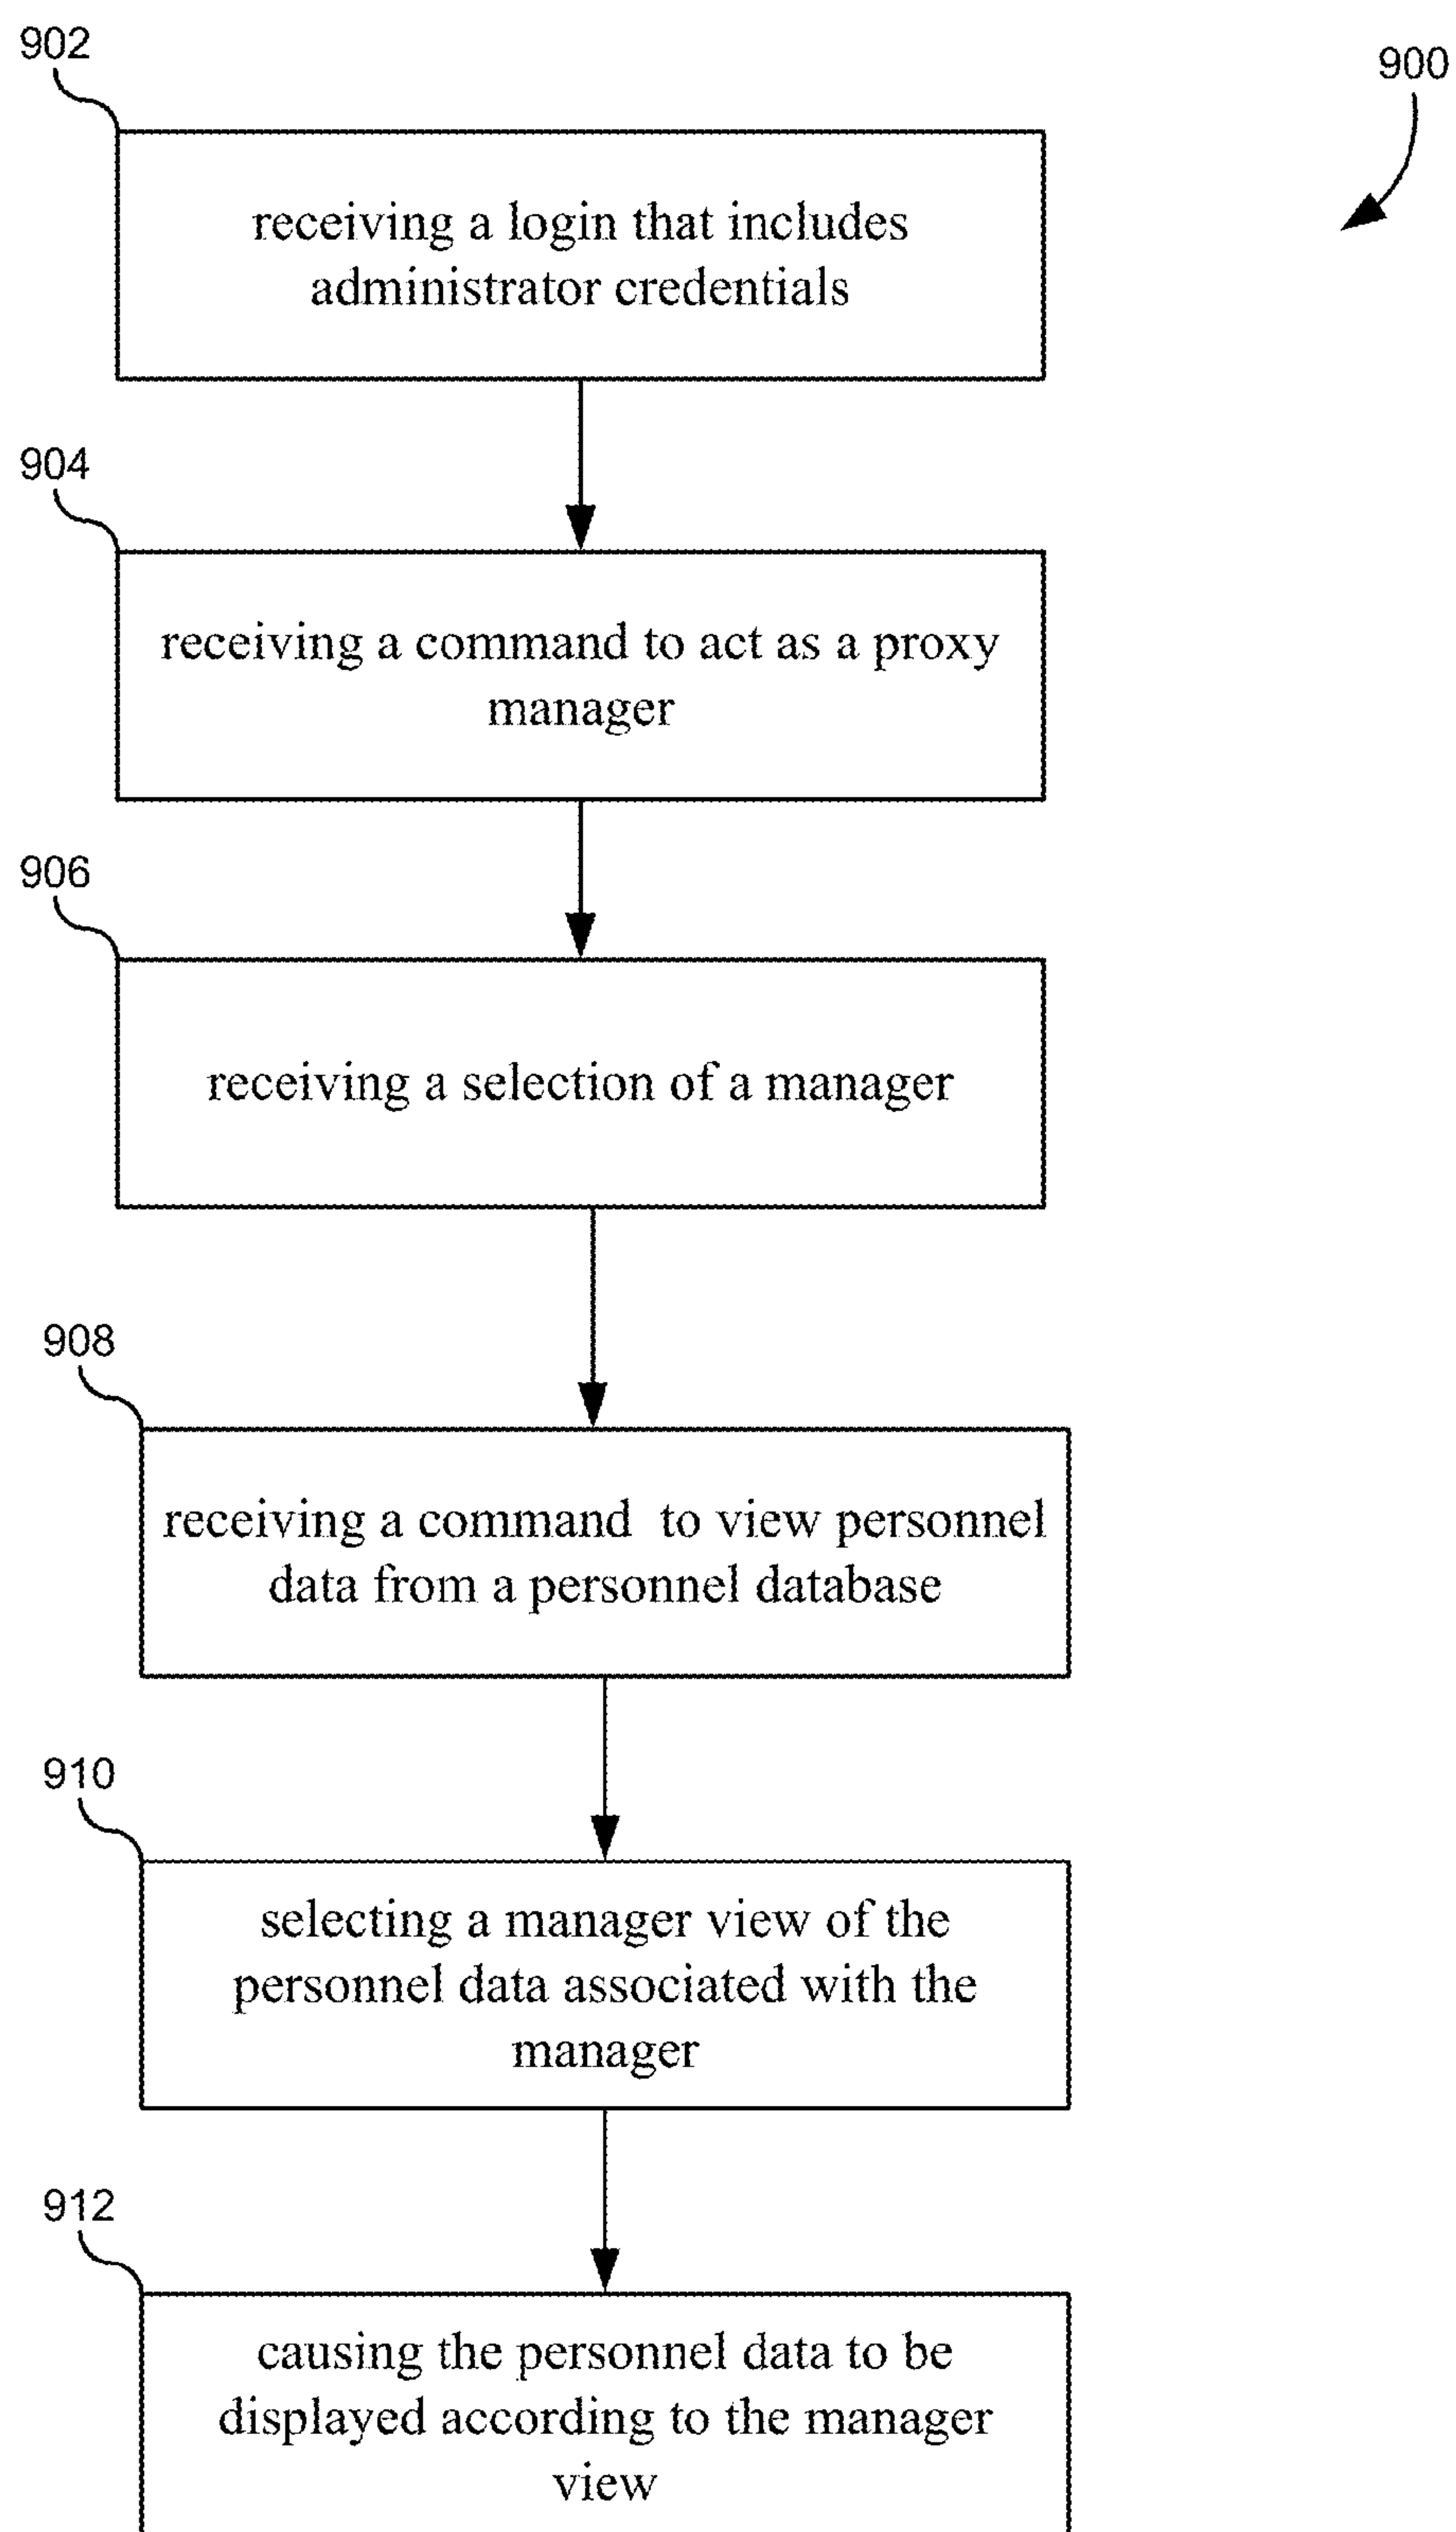 902
900
receiving a login that includes
administrator credentials
904
receiving a command to act as a proxy
manager
906
receiving a selection of a manager
908
receiving a command to view personnel
data from a personnel database
910
selecting a manager view of the
personnel data associated with the
manager
912
causing the personnel data to be
displayed according to the manager
view